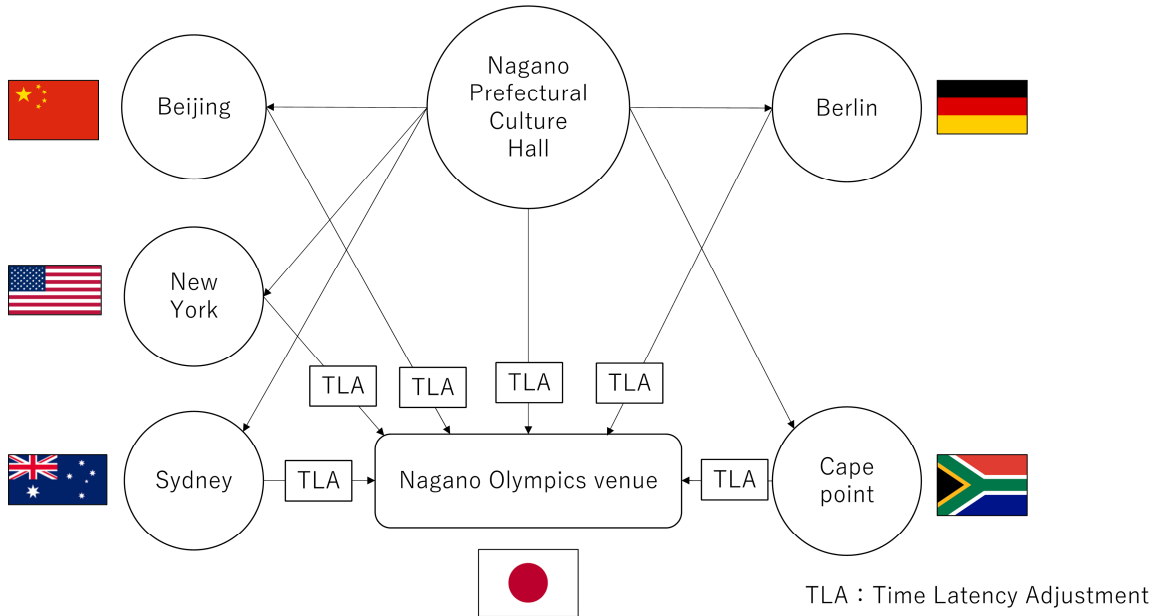 Beijing
Nagano
Prefectural
Culture
Hall
Berlin
New
York
TLA
TLA
TLA
TLA
Sydney
TLA
Nagano Olympics venue
TLA
Cape
point
TLA：Time Latency Adjustment